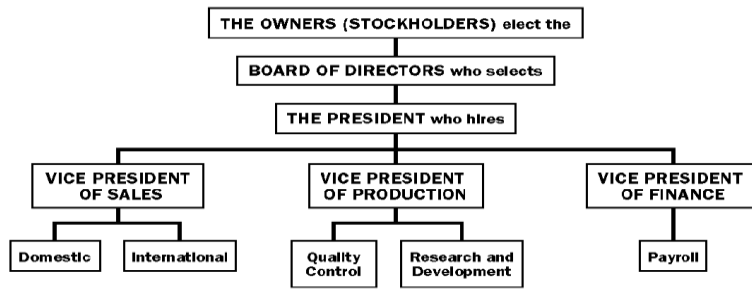 THE OWNERS (STOCKHOLDERS) elect the
BOARD OF DIRECTORS who selects
THE PRESIDENT who hires
VICE PRESIDENT
OF SALES
VICE PRESIDENT
OF PRODUCTION
VICE PRESIDENT
OF FINANCE
Domestic
International
Quality
Control
Research and
Development
Payroll